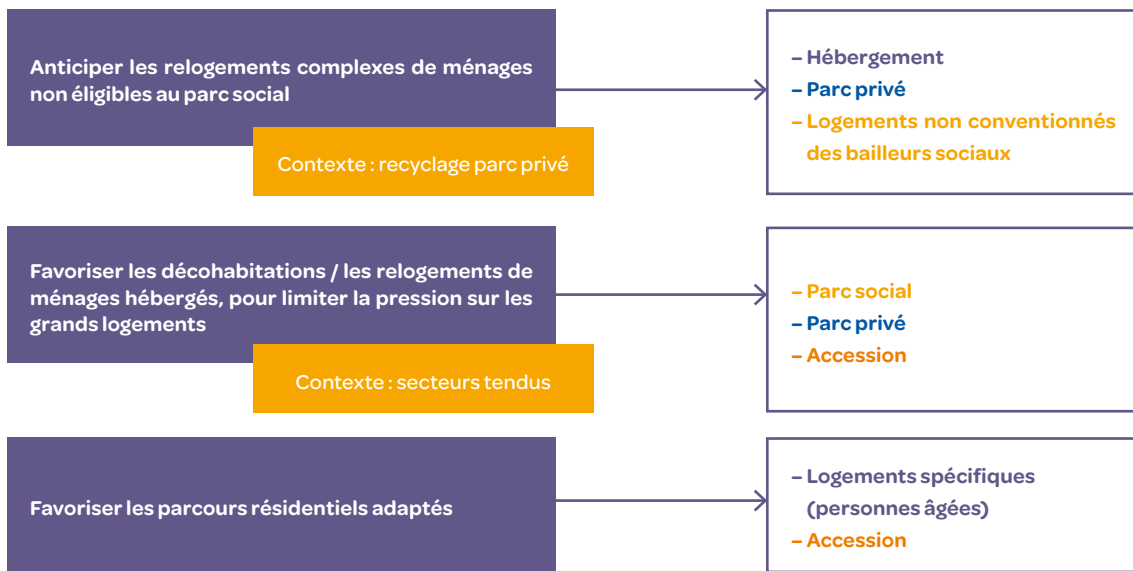 Anticiper les relogements complexes de ménages
non éligibles au parc social
Contexte : recyclage parc privé
– Hébergement
– Parc privé
– Logements non conventionnés
des bailleurs sociaux
Favoriser les décohabitations / les relogements de
ménages hébergés, pour limiter la pression sur les
grands logements
Contexte : secteurs tendus
– Parc social
– Parc privé
– Accession
Favoriser les parcours résidentiels adaptés
– Logements spécifiques
(personnes âgées)
– Accession